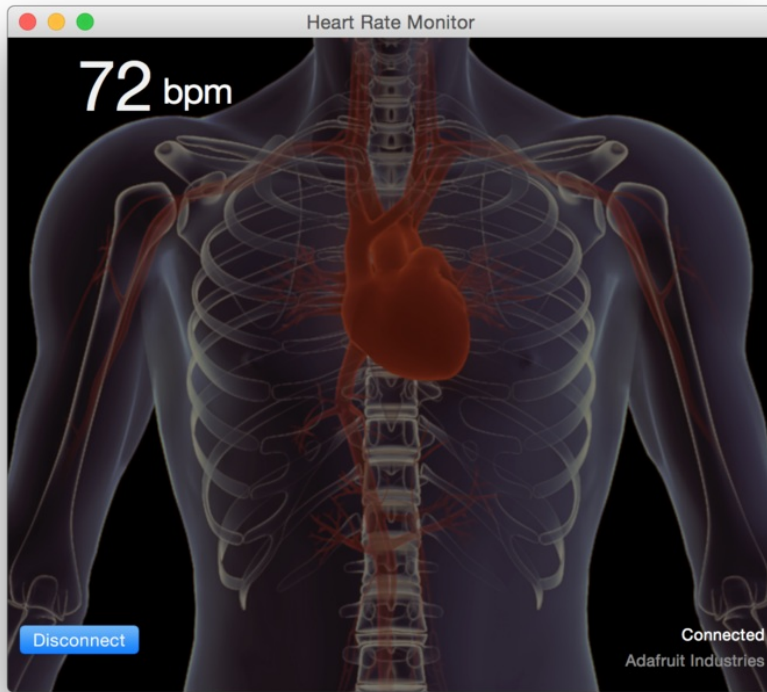 Heart Rate Monitor
72 bpm
Disconnect
Connected
Adafruit Industries